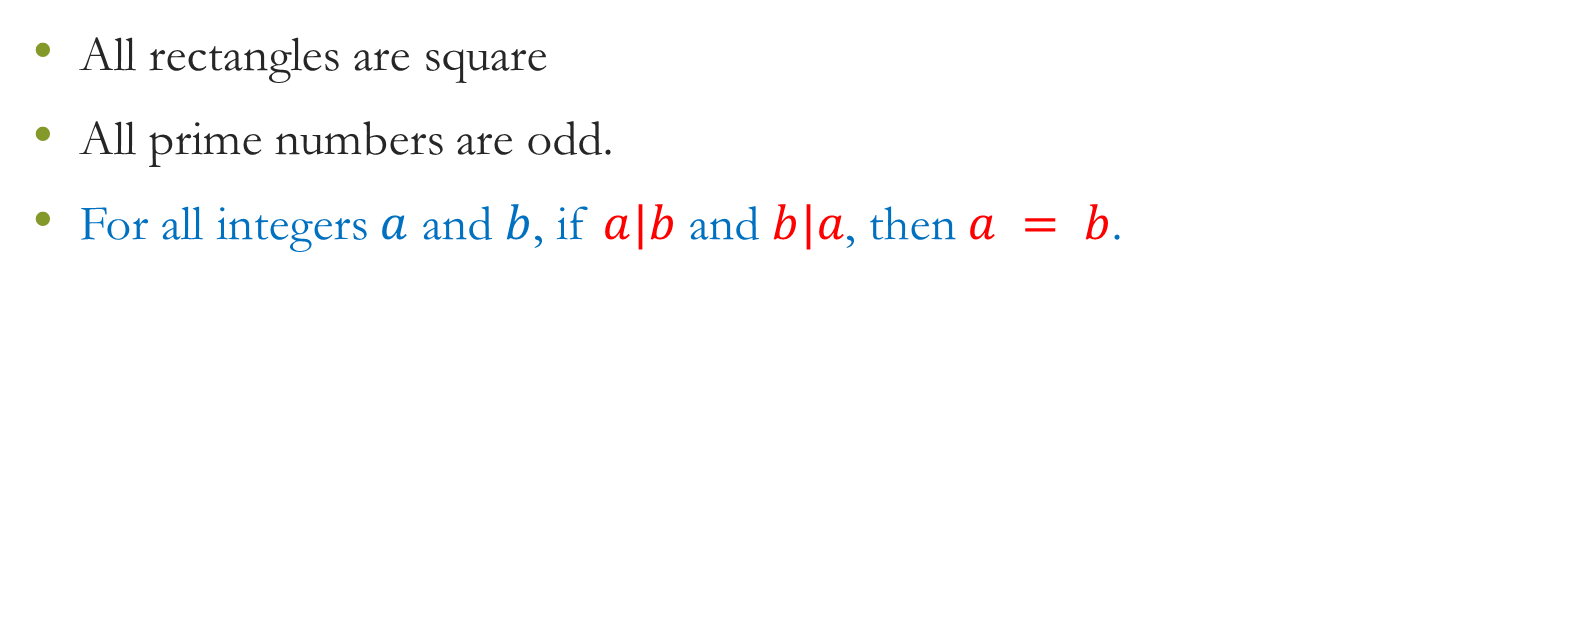 • All rectangles are square
• All prime numbers are odd.
• For all integers a and b, if a|b and b|a, then a = b.